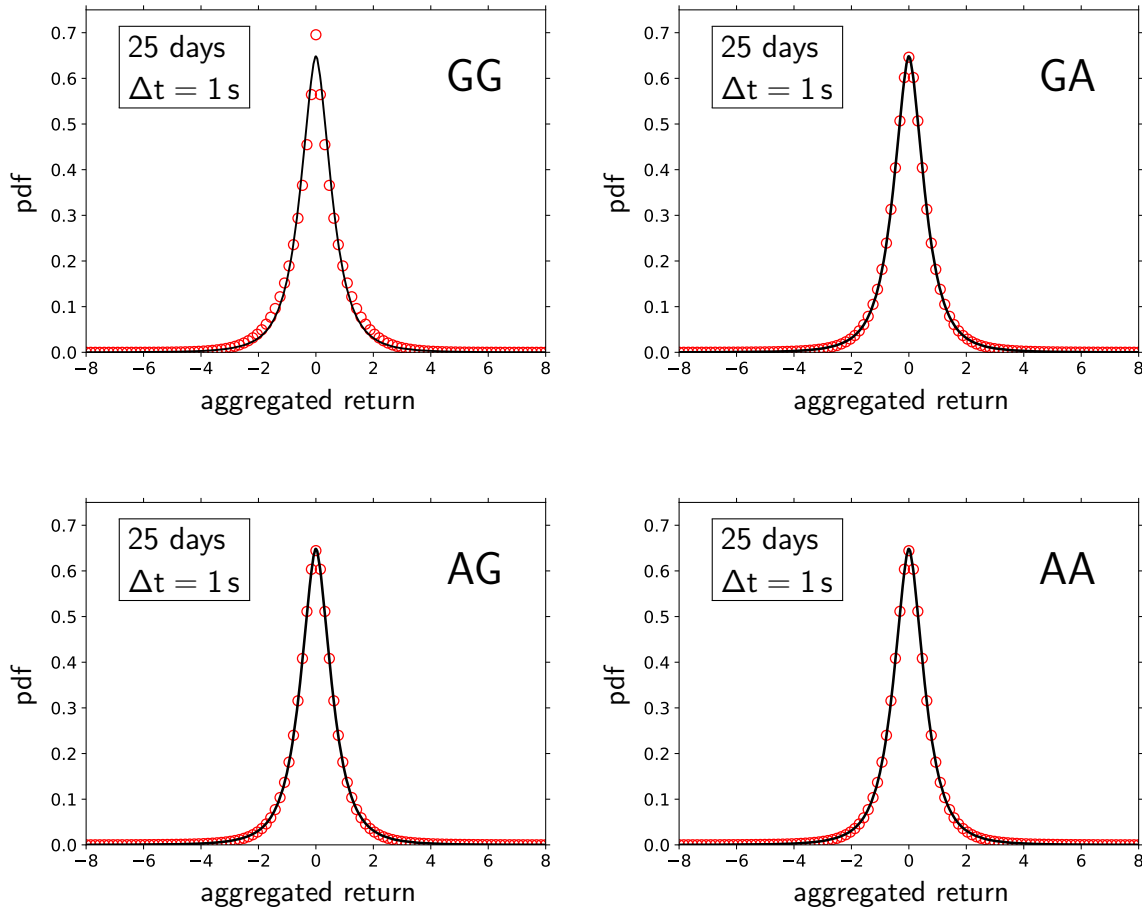 25 days
Δt = 1 s
GG
pdf
0.7
0.6
0.5
0.4
0.3
0.2
0.1
0.0
−8 −6 −4 −2 0 2 4 6 8
aggregated return
25 days
Δt = 1 s
GA
pdf
0.7
0.6
0.5
0.4
0.3
0.2
0.1
0.0
−8 −6 −4 −2 0 2 4 6 8
aggregated return
25 days
Δt = 1 s
AG
pdf
0.7
0.6
0.5
0.4
0.3
0.2
0.1
0.0
−8 −6 −4 −2 0 2 4 6 8
aggregated return
25 days
Δt = 1 s
AA
pdf
0.7
0.6
0.5
0.4
0.3
0.2
0.1
0.0
−8 −6 −4 −2 0 2 4 6 8
aggregated return